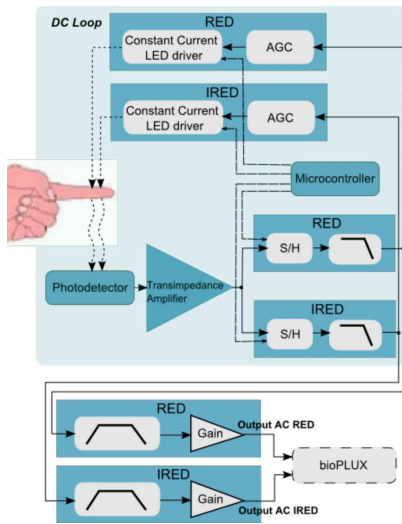 DC Loop
RED
Constant Current
LED driver
AGC
IRED
Constant Current
LED driver
AGC
Microcontroller
RED
S/H
Photodetector
Transimpedance
Amplifier
IRED
S/H
RED
Gain
Output AC RED
bioPLUX
IRED
Gain
Output AC IRED